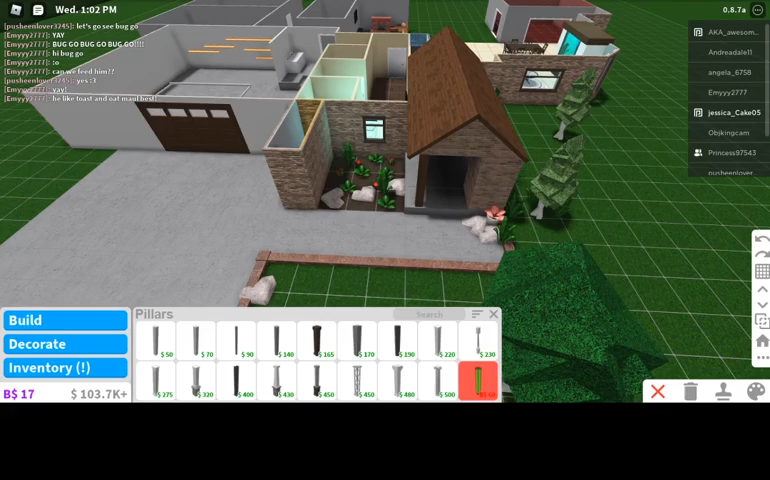 Wed. 1:02 PM
0.8.7a
[pusheenlover3245]: let's go see bug go
[Emyyy2777]: YAY
[Emyyy2777]: BUG GO BUG GO BUG GO!!!!
[Emyyy2777]: hi bug go
[Emyyy2777]: :o
[Emyyy2777]: can we feed him??
[pusheenlover3245]: yes :3
[Emyyy2777]: yay!
[Emyyy2777]: he like toast and oat maul best!
AKA_awesom...
Andreadale11
angela_6758
Emyyy2777
jessica_Cake05
Objkingcam
Princess97543
pusheenlover
Build
Decorate
Inventory (!)
B$ 17
$ 103.7K+
Pillars
Search
$ 50
$ 70
$ 90
$ 140
$ 165
$ 170
$ 190
$ 220
$ 230
$ 275
$ 320
$ 400
$ 430
$ 450
$ 450
$ 480
$ 500